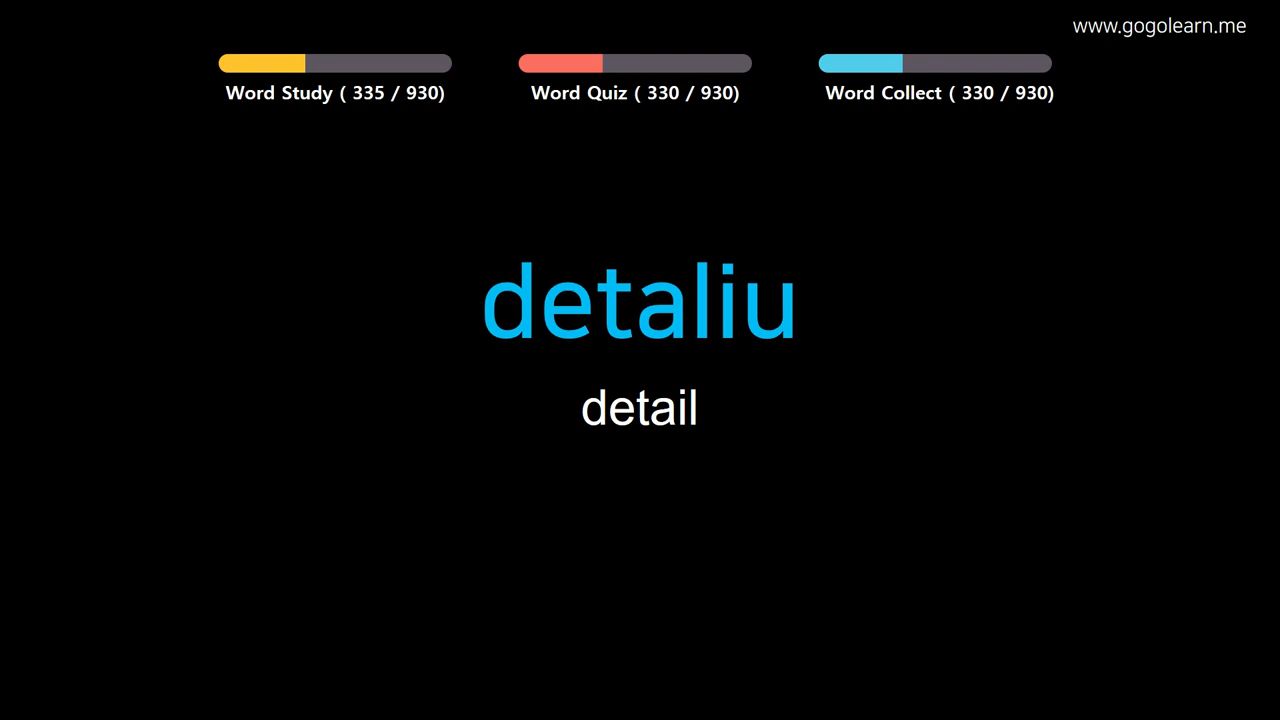 www.gogolearn.me
Word Study ( 335 / 930)
Word Quiz ( 330 / 930)
Word Collect ( 330 / 930)
detaliu
detail